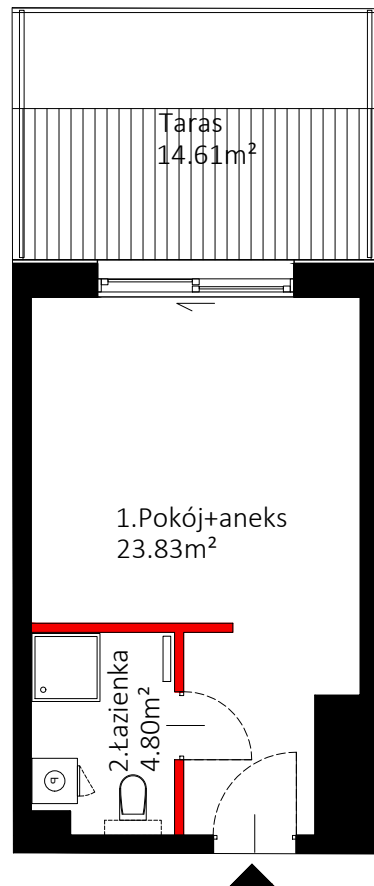 Taras
14.61m²
1.Pokój+aneks
23.83m²
2.Łazienka
4.80m²